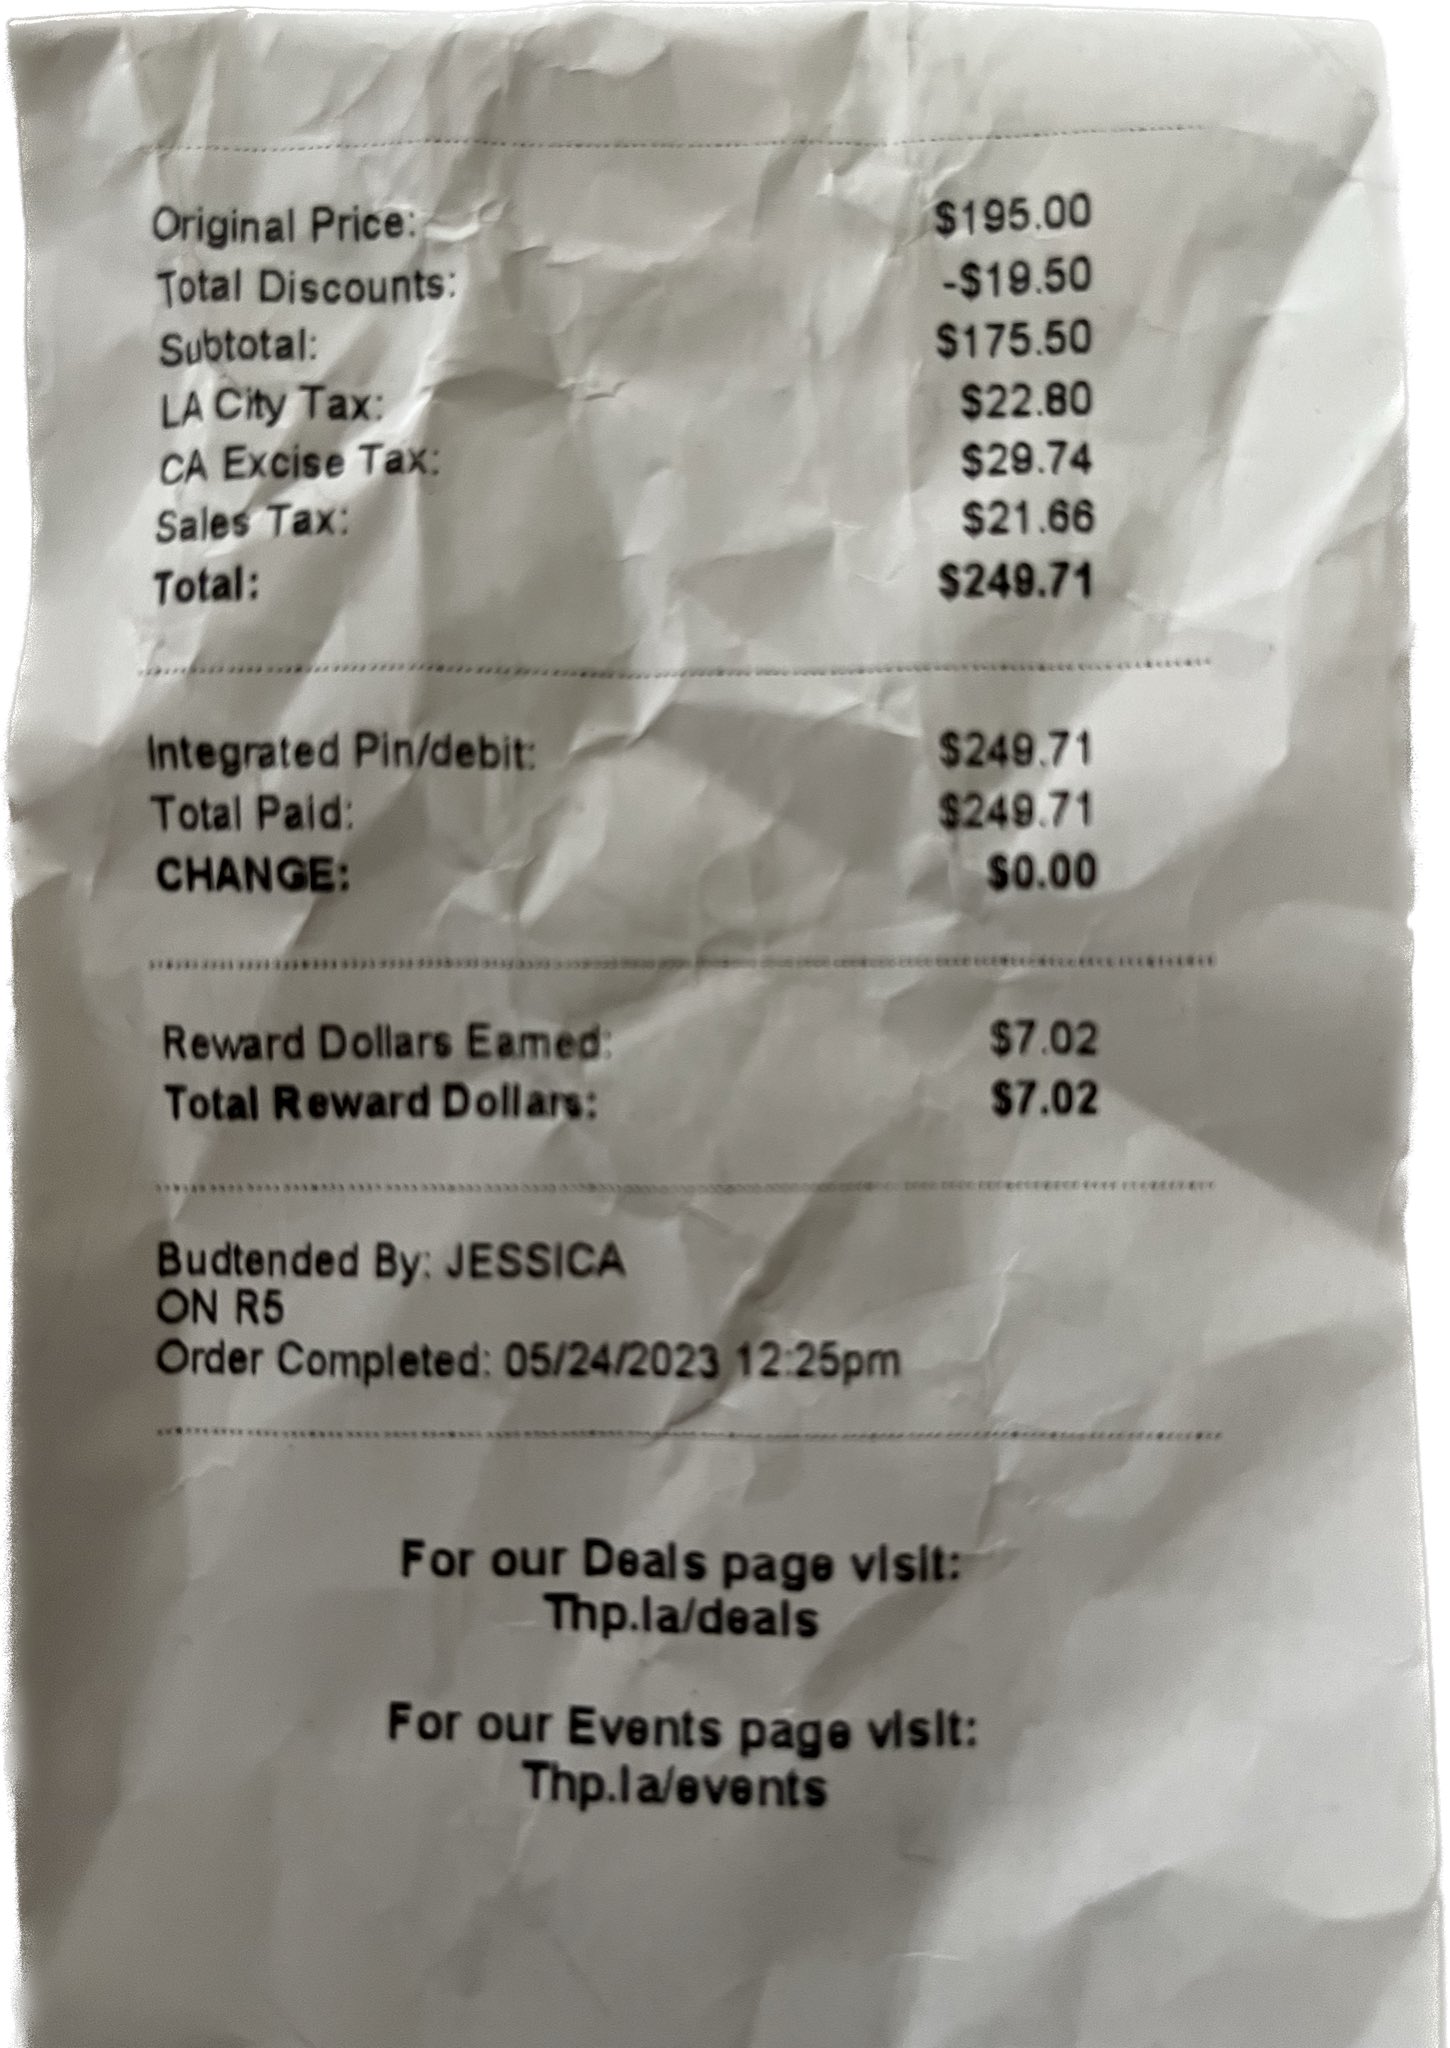 Original Price: $195.00
Total Discounts: -$19.50
Subtotal: $175.50
LA City Tax: $22.80
CA Excise Tax: $29.74
Sales Tax: $21.66
Total: $249.71
Integrated Pin/debit: $249.71
Total Paid: $249.71
CHANGE: $0.00
Reward Dollars Earned: $7.02
Total Reward Dollars: $7.02
Budtended By: JESSICA
ON R5
Order Completed: 05/24/2023 12:25pm
For our Deals page visit:
Thp.la/deals
For our Events page visit:
Thp.la/events